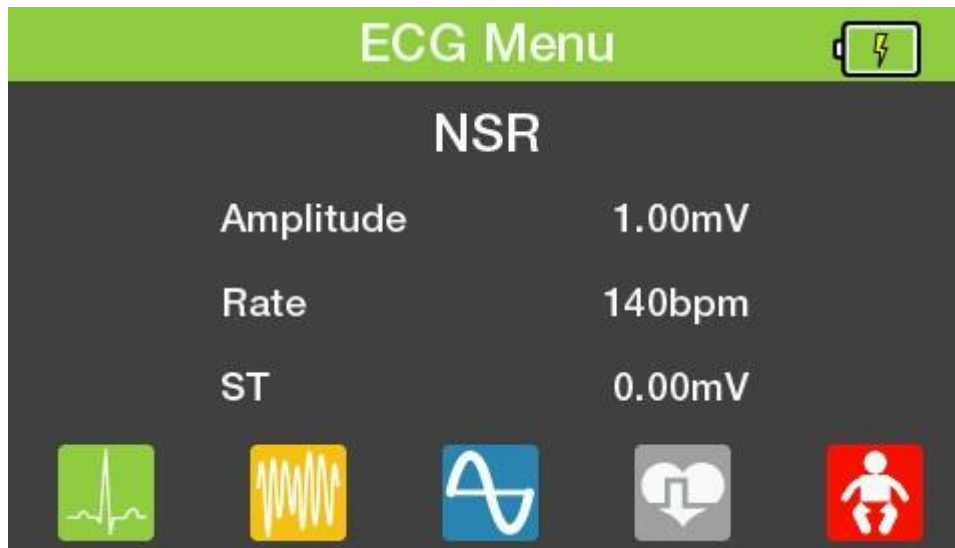 ECG Menu
NSR
Amplitude 1.00mV
Rate 140bpm
ST 0.00mV